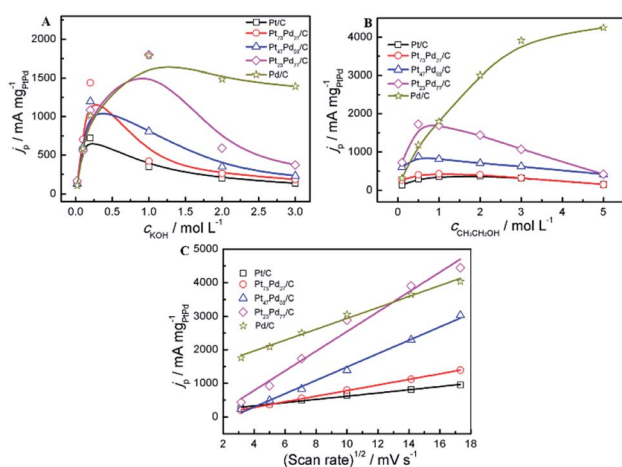 A
Pt/C
Pt₇₃Pd₂₇/C
Pt₄₇Pd₅₃/C
Pt₂₃Pd₇₇/C
Pd/C
jp / mA mg⁻¹PtPd
2000
1500
1000
500
0
0.0 0.5 1.0 1.5 2.0 2.5 3.0
cKOH / mol L⁻¹
B
Pt/C
Pt₇₃Pd₂₇/C
Pt₄₇Pd₅₃/C
Pt₂₃Pd₇₇/C
Pd/C
jp / mA mg⁻¹PtPd
4000
3000
2000
1000
0
0 1 2 3 4 5
cCH₃CH₂OH / mol L⁻¹
C
Pt/C
Pt₇₃Pd₂₇/C
Pt₄₇Pd₅₃/C
Pt₂₃Pd₇₇/C
Pd/C
jp / mA mg⁻¹PtPd
5000
4000
3000
2000
1000
0
2 4 6 8 10 12 14 16 18
(Scan rate)¹/² / mV s⁻¹